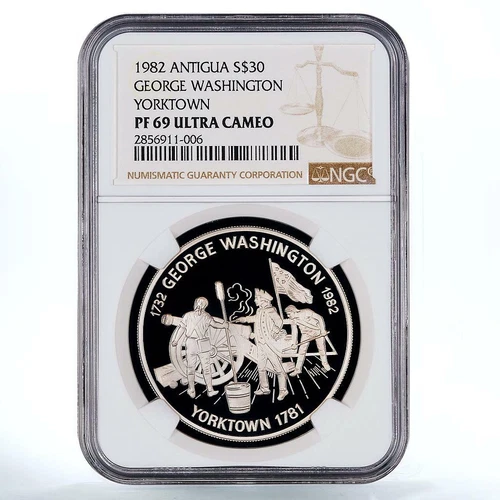 1982 ANTIGUA S$30
GEORGE WASHINGTON
YORKTOWN
PF 69 ULTRA CAMEO
2856911-006
NUMISMATIC GUARANTY CORPORATION
NGC
1732 GEORGE WASHINGTON 1982
YORKTOWN 1781